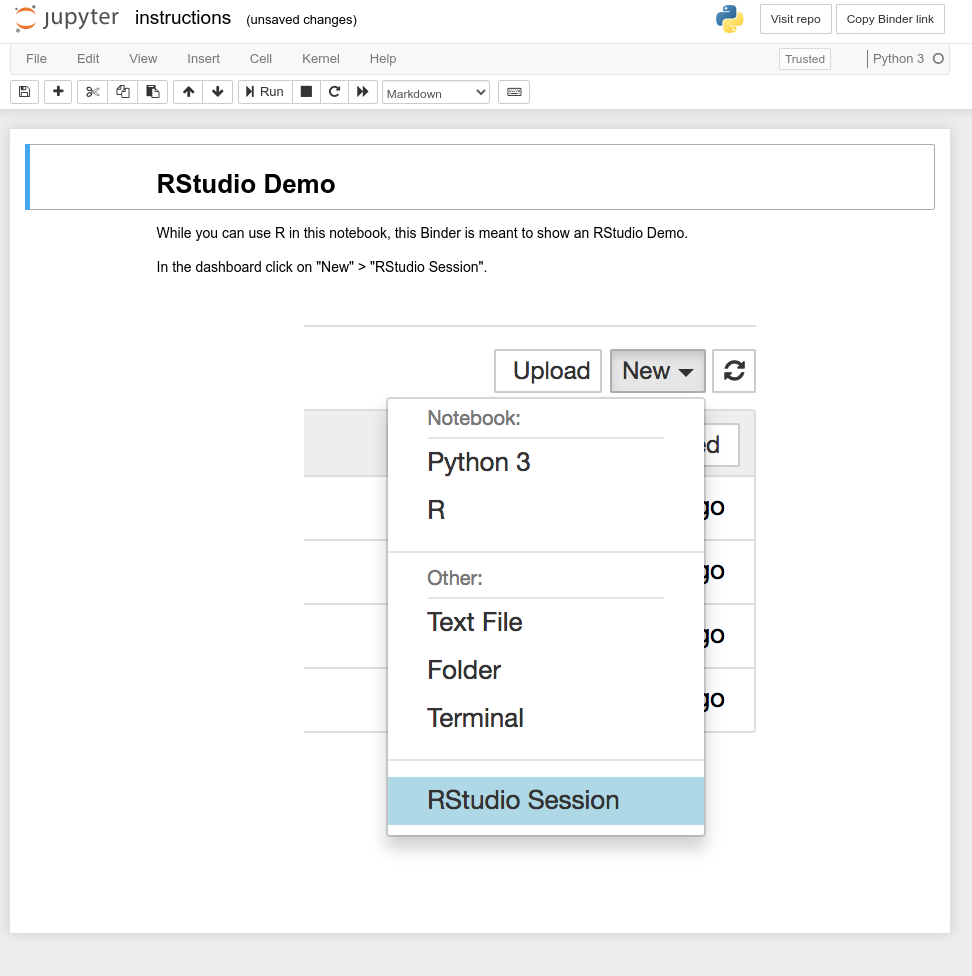 jupyter instructions (unsaved changes) Visit repo Copy Binder link
File Edit View Insert Cell Kernel Help Trusted Python 3
Run Markdown
RStudio Demo
While you can use R in this notebook, this Binder is meant to show an RStudio Demo.
In the dashboard click on "New" > "RStudio Session".
Upload New
Notebook:
ed
Python 3
R
go
Other:
go
Text File
go
Folder
go
Terminal
RStudio Session